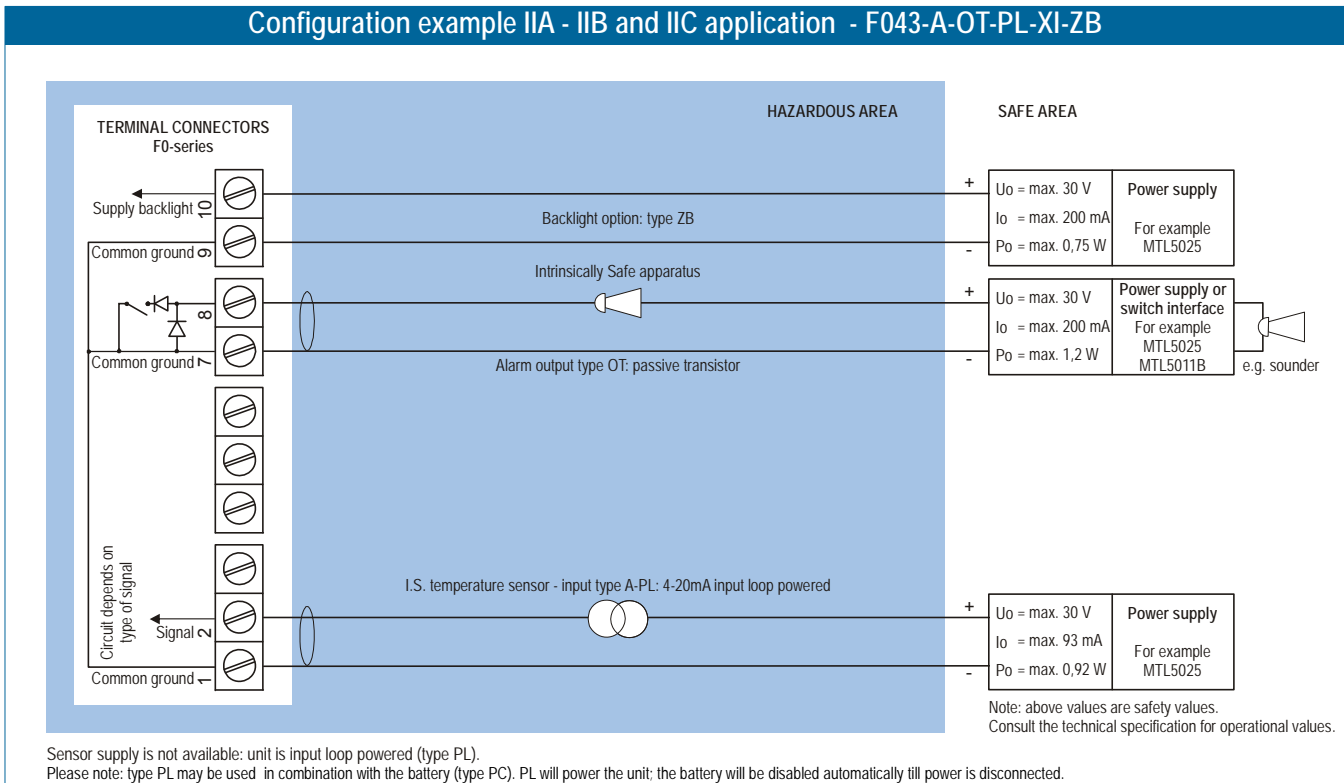 Configuration example IIA - IIB and IIC application - F043-A-OT-PL-XI-ZB
HAZARDOUS AREA
SAFE AREA
TERMINAL CONNECTORS
F0-series
Supply backlight
10
Backlight option: type ZB
+
-
Uo = max. 30 V
Io = max. 200 mA
Po = max. 0,75 W
Power supply
For example
MTL5025
Common ground
9
Intrinsically Safe apparatus
8
Common ground
7
Alarm output type OT: passive transistor
+
-
Uo = max. 30 V
Io = max. 200 mA
Po = max. 1,2 W
Power supply or
switch interface
For example
MTL5025
MTL5011B
e.g. sounder
Circuit depends on
type of signal
I.S. temperature sensor - input type A-PL: 4-20mA input loop powered
Signal
2
Common ground
1
+
-
Uo = max. 30 V
Io = max. 93 mA
Po = max. 0,92 W
Power supply
For example
MTL5025
Note: above values are safety values.
Consult the technical specification for operational values.
Sensor supply is not available: unit is input loop powered (type PL).
Please note: type PL may be used in combination with the battery (type PC). PL will power the unit; the battery will be disabled automatically till power is disconnected.